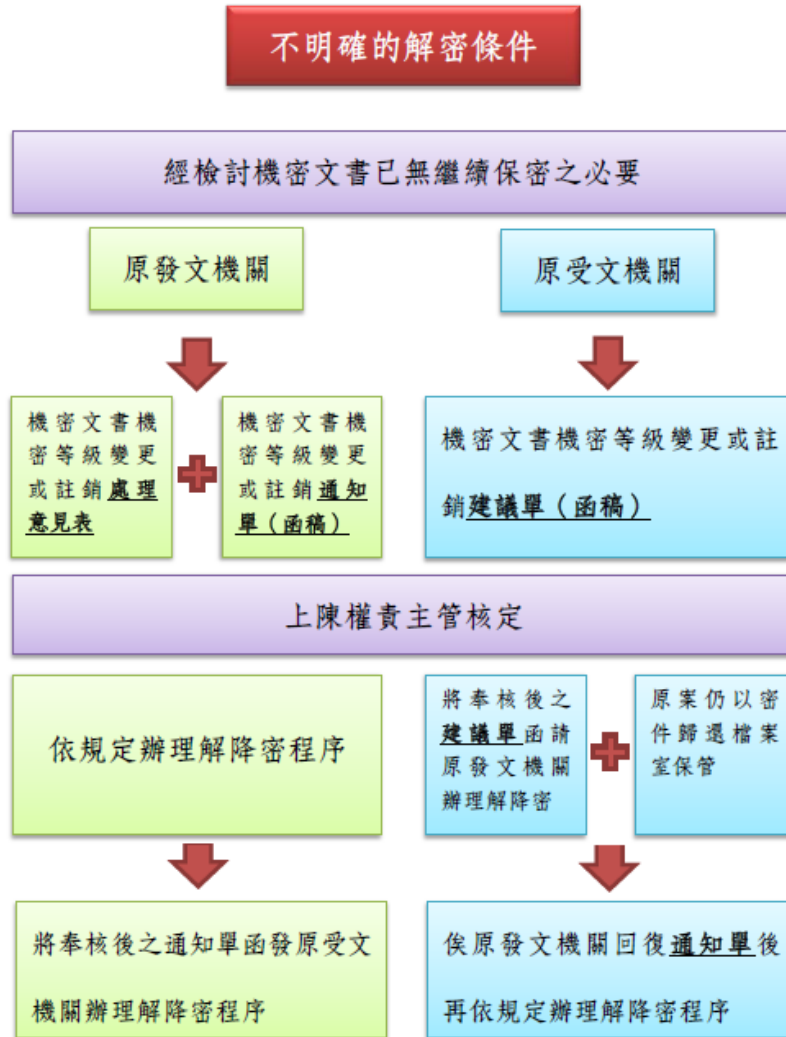 不明確的解密條件
經檢討機密文書已無繼續保密之必要
原發文機關
原受文機關
機密文書機
密等級變更
或註銷處理
意見表
機密文書機
密等級變更
或註銷通知
單(函稿)
機密文書機密等級變更或註
銷建議單(函稿)
上陳權責主管核定
依規定辦理解降密程序
將奉核後之
建議單函請
原發文機關
辦理解降密
原案仍以密
件歸還檔案
室保管
將奉核後之通知單函發原受文
機關辦理解降密程序
俟原發文機關回復通知單後
再依規定辦理解降密程序